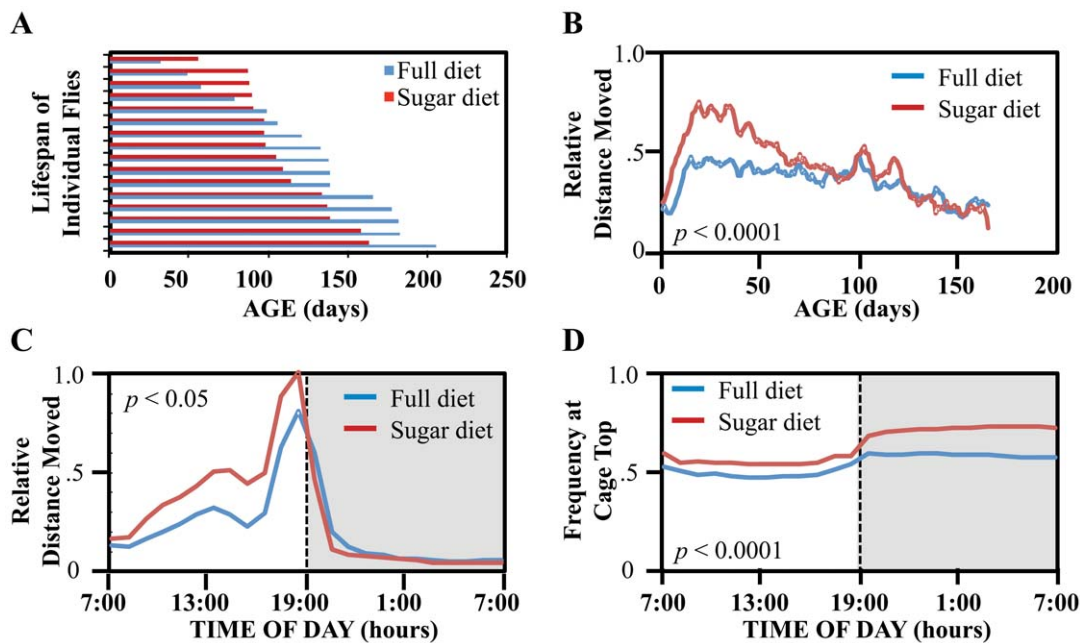 A
Lifespan of
Individual Flies
Full diet
Sugar diet
0 50 100 150 200 250
AGE (days)
B
Relative
Distance Moved
1.0
.5
0
Full diet
Sugar diet
p < 0.0001
0 50 100 150 200
AGE (days)
C
Relative
Distance Moved
1.0
.5
0
p < 0.05
Full diet
Sugar diet
7:00 13:00 19:00 1:00 7:00
TIME OF DAY (hours)
D
Frequency at
Cage Top
1.0
.5
0
Full diet
Sugar diet
p < 0.0001
7:00 13:00 19:00 1:00 7:00
TIME OF DAY (hours)